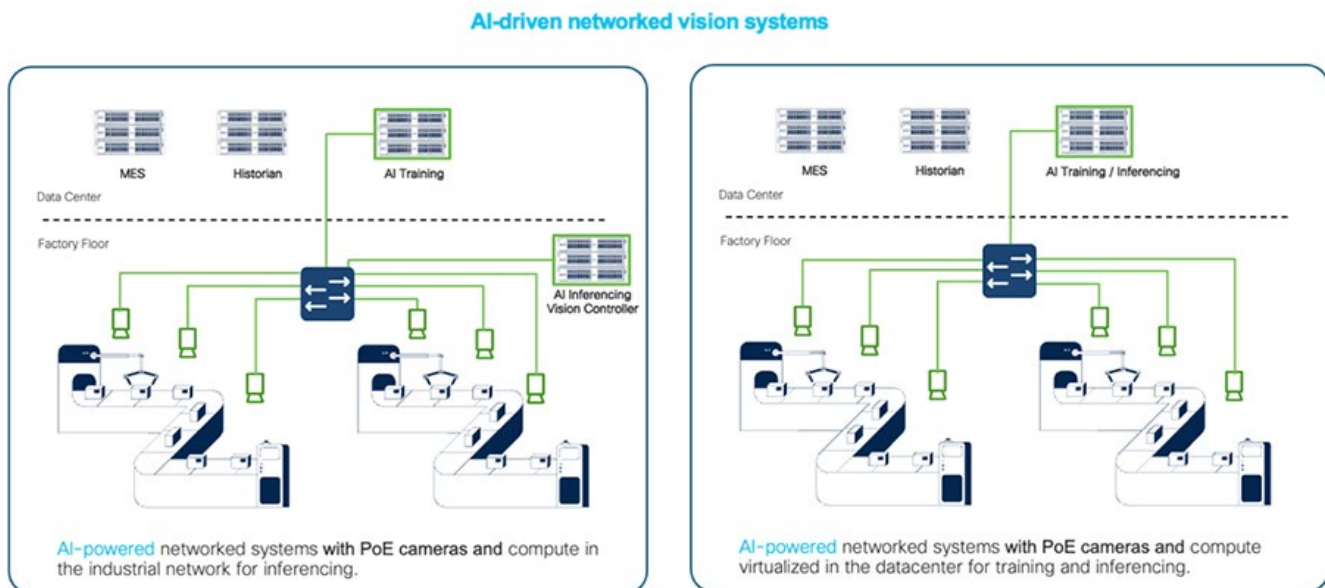 AI-driven networked vision systems
MES
Historian
AI Training
Data Center
Factory Floor
AI Inferencing
Vision Controller
AI-powered networked systems with PoE cameras and compute in
the industrial network for inferencing.
MES
Historian
AI Training / Inferencing
Data Center
Factory Floor
AI-powered networked systems with PoE cameras and compute
virtualized in the datacenter for training and inferencing.